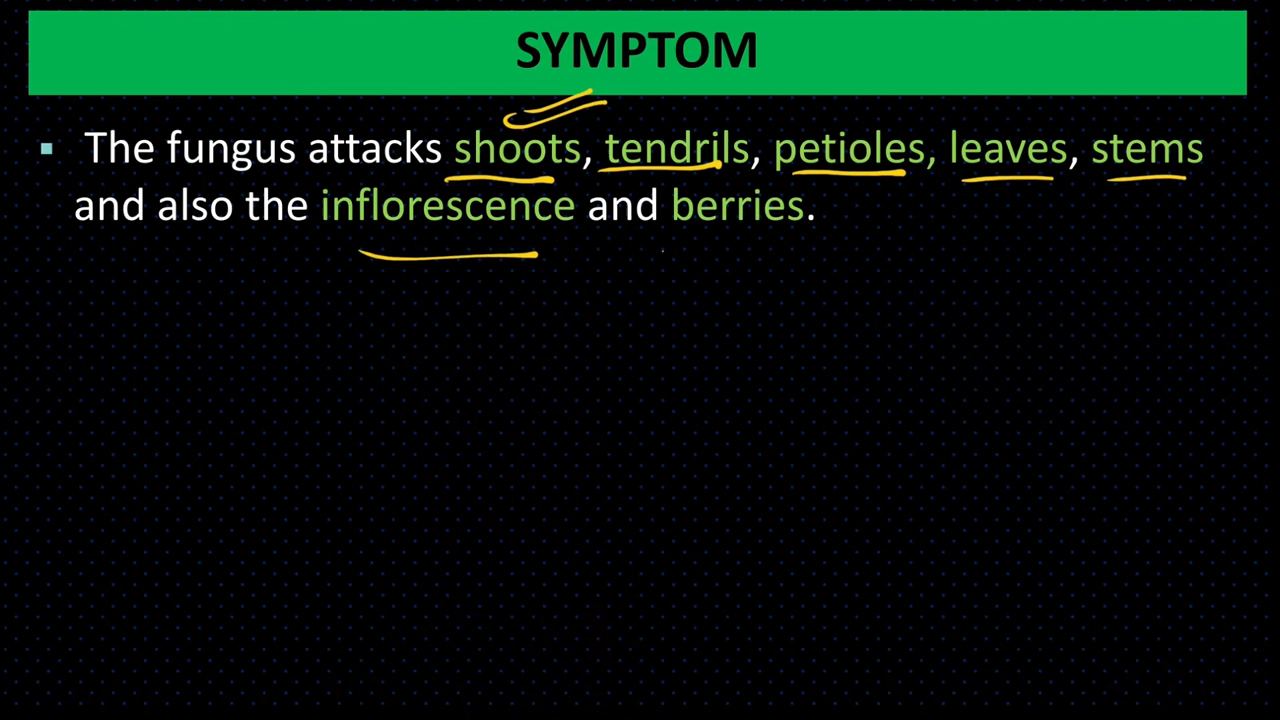 SYMPTOM
▪ The fungus attacks shoots, tendrils, petioles, leaves, stems
and also the inflorescence and berries.